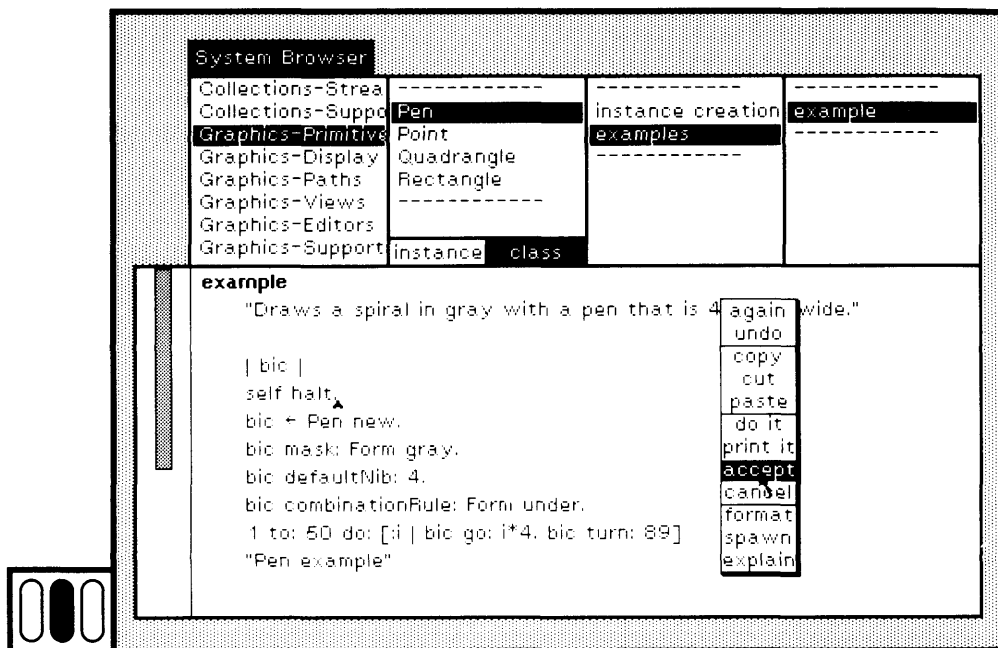 System Browser
Collections-Strea
Collections-Suppo
Graphics-Primitive
Graphics-Display
Graphics-Paths
Graphics-Views
Graphics-Editors
Graphics-Support
------------
Pen
Point
Quadrangle
Rectangle
------------
instance class
------------
instance creation
examples
------------
------------
example
------------
example
"Draws a spiral in gray with a pen that is 4 wide."
| bic |
self halt.
bic ← Pen new.
bic mask: Form gray.
bic defaultNib: 4.
bic combinationRule: Form under.
1 to: 50 do: [:i | bic go: i*4. bic turn: 89]
"Pen example"
again
undo
copy
cut
paste
do it
print it
accept
cancel
format
spawn
explain